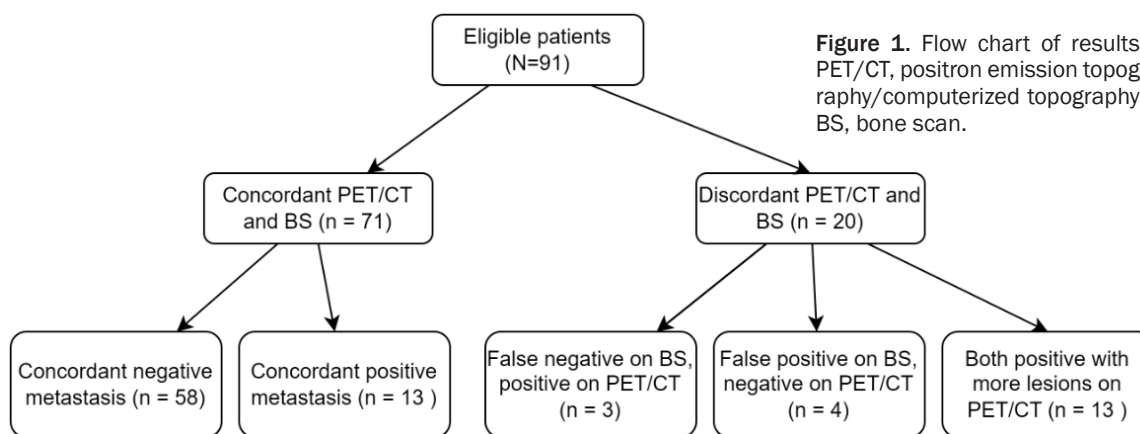 Eligible patients
(N=91)
Figure 1. Flow chart of results
PET/CT, positron emission topog
raphy/computerized topography
BS, bone scan.
Concordant PET/CT
and BS (n = 71)
Discordant PET/CT and
BS (n = 20)
Concordant negative
metastasis (n = 58)
Concordant positive
metastasis (n = 13 )
False negative on BS,
positive on PET/CT
(n = 3)
False positive on BS,
negative on PET/CT
(n = 4)
Both positive with
more lesions on
PET/CT (n = 13 )